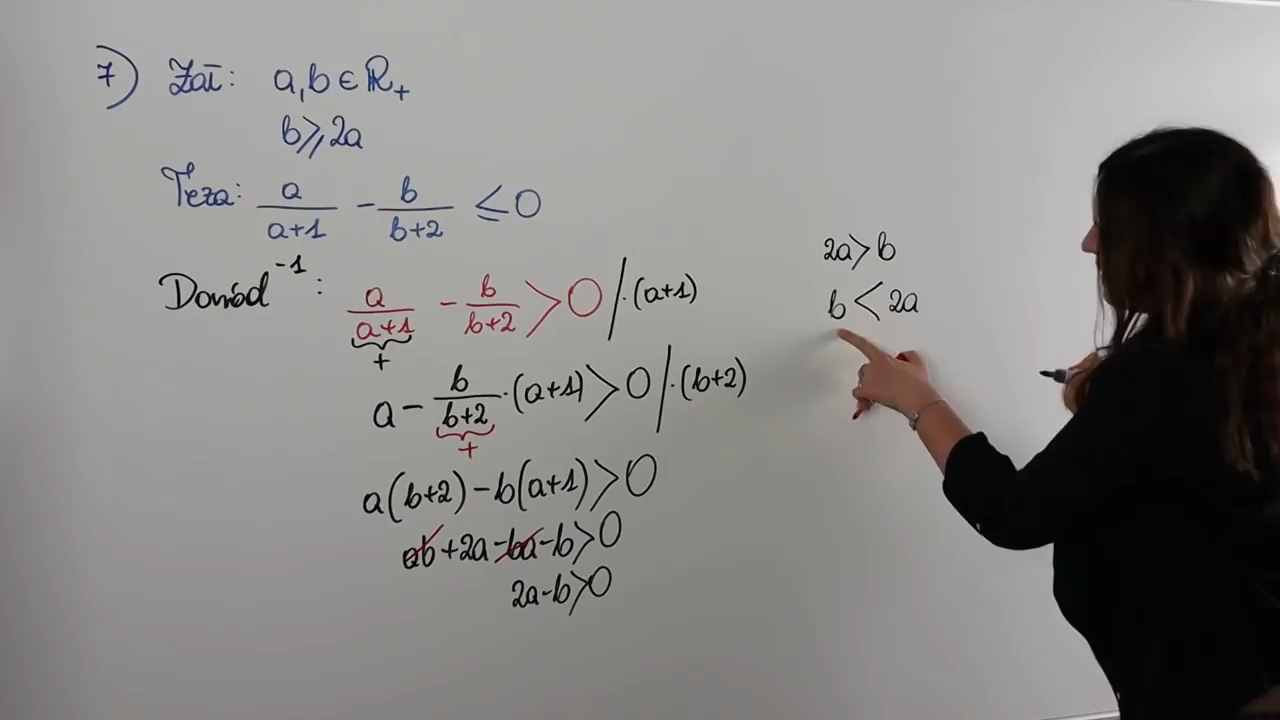 7) Zał: a,b ∈ ℝ₊
b ⩾ 2a
Teza: a/(a+1) - b/(b+2) ≤ 0
Dowód⁻¹: a/(a+1) - b/(b+2) > 0 /·(a+1)
+
a - b/(b+2) ·(a+1) > 0 /·(b+2)
+
a(b+2) - b(a+1) > 0
ab + 2a - ba - b > 0
2a - b > 0
2a > b
b < 2a